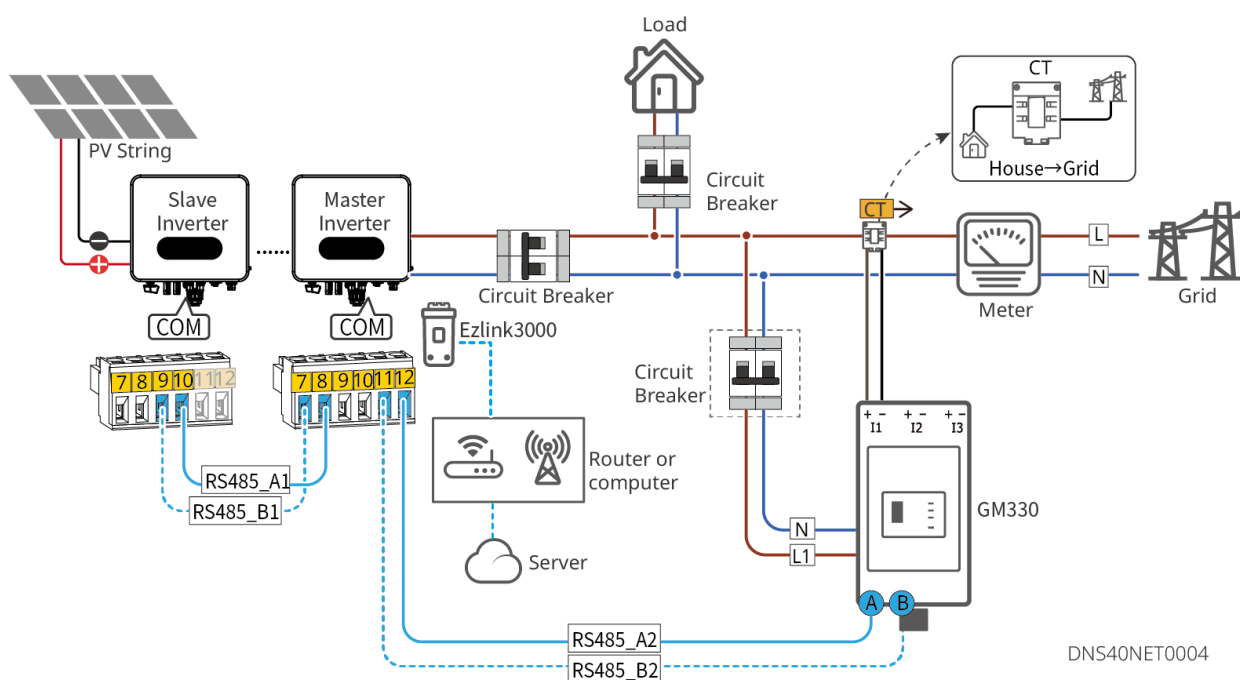 Load
CT
House→Grid
PV String
Slave
Inverter
Master
Inverter
Circuit
Breaker
CT
L
N
Circuit Breaker
Meter
Grid
COM
COM
Ezlink3000
7 8 9 10 11 12
7 8 9 10 11 12
Circuit
Breaker
+ - + - + -
I1 I2 I3
Router or
computer
RS485_A1
RS485_B1
GM330
N
L1
Server
A B
RS485_A2
RS485_B2
DNS40NET0004